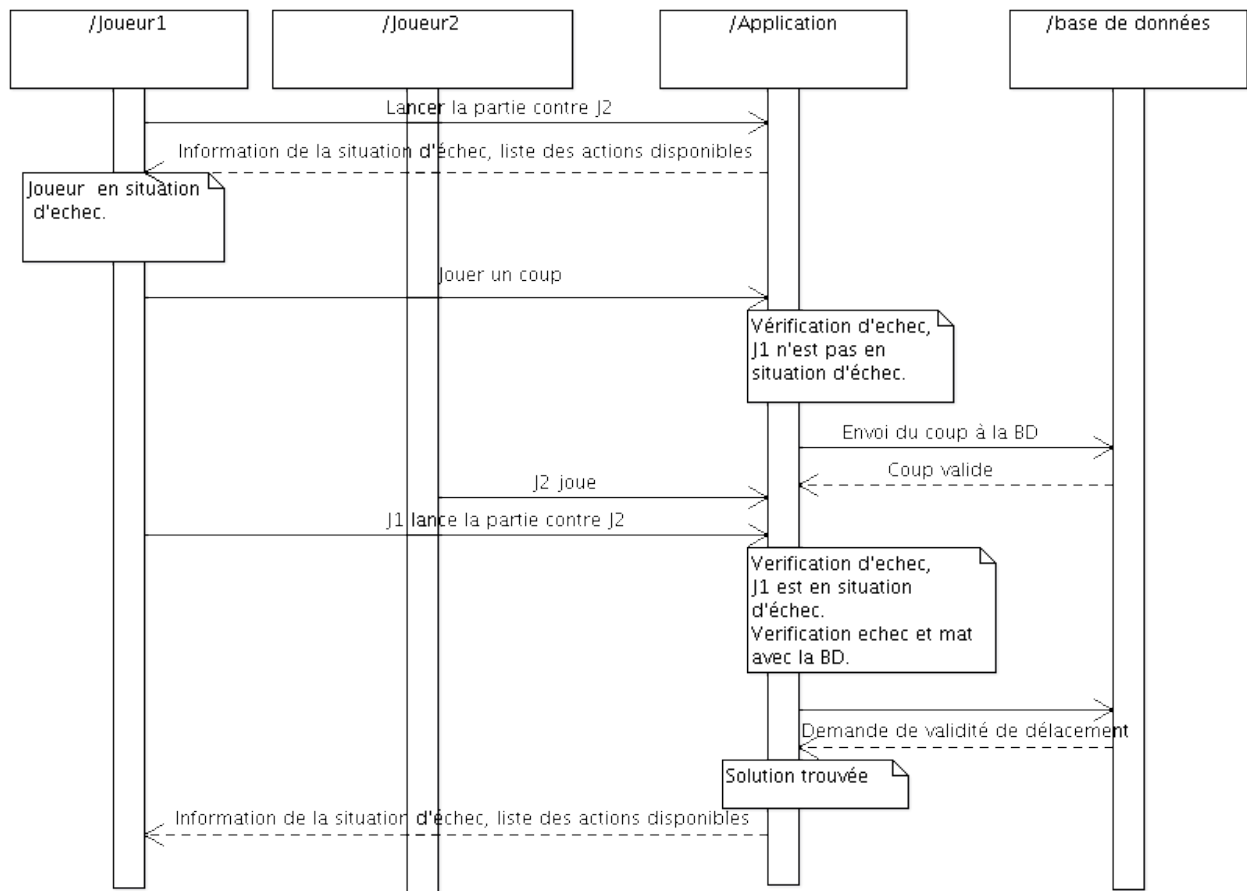 /Joueur1
/Joueur2
/Application
/base de données
Lancer la partie contre J2
Information de la situation d'échec, liste des actions disponibles
Joueur  en situation
d'echec.
Jouer un coup
Vérification d'echec,
J1 n'est pas en
situation d'échec.
Envoi du coup à la BD
Coup valide
J2 joue
J1 lance la partie contre J2
Verification d'echec,
J1 est en situation
d'échec.
Verification echec et mat
avec la BD.
Demande de validité de délacement
Solution trouvée
Information de la situation d'échec, liste des actions disponibles